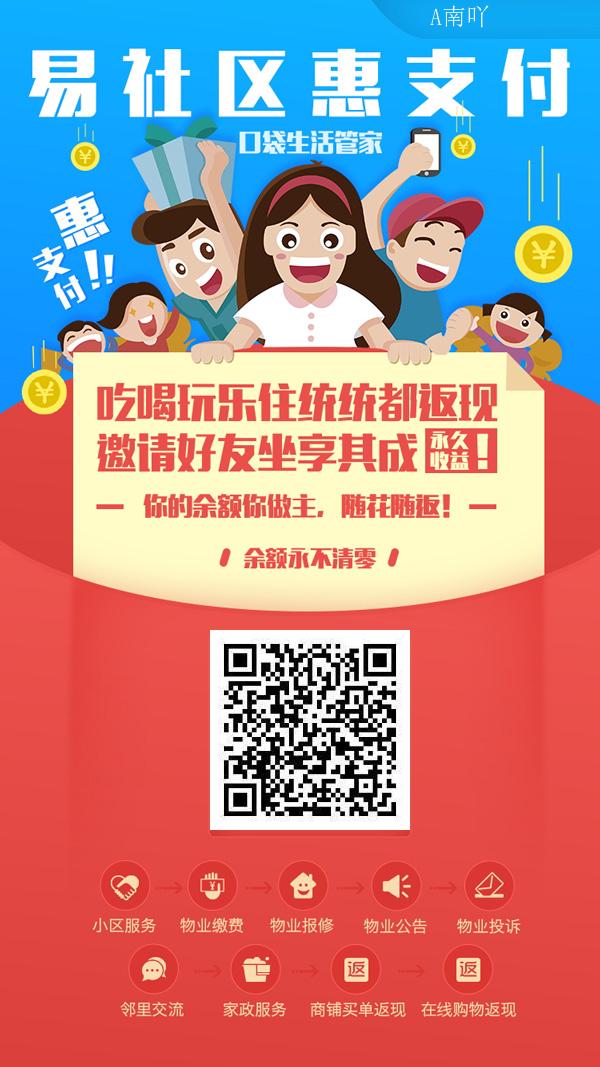 A南吖
易社区惠支付
口袋生活管家
惠
支付!!
吃喝玩乐住统统都返现
邀请好友坐享其成 永久收益!
你的余额你做主,随花随返!
余额永不清零
小区服务 物业缴费 物业报修 物业公告 物业投诉
返 返
邻里交流 家政服务 商铺买单返现 在线购物返现